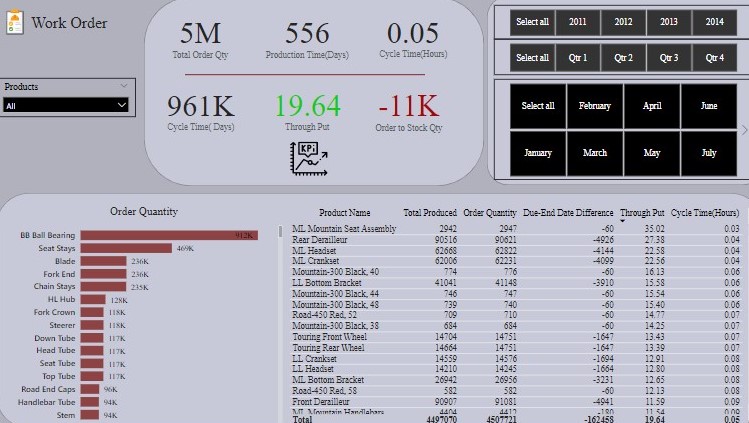 Work Order
Products
All
5M
Total Order Qty
556
Production Time(Days)
0.05
Cycle Time(Hours)
961K
Cycle Time( Days)
19.64
Through Put
-11K
Order to Stock Qty
KPi
Select all 2011 2012 2013 2014
Select all Qtr 1 Qtr 2 Qtr 3 Qtr 4
Select all February April June
January March May July
Order Quantity
BB Ball Bearing 912K
Seat Stays 469K
Blade 236K
Fork End 236K
Chain Stays 235K
HL Hub 128K
Fork Crown 118K
Steerer 118K
Down Tube 117K
Head Tube 117K
Seat Tube 117K
Top Tube 117K
Road End Caps 96K
Handlebar Tube 94K
Stem 94K
Product Name Total Produced Order Quantity Due-End Date Difference Through Put Cycle Time(Hours)
ML Mountain Seat Assembly 2942 2947 -60 35.02 0.03
Rear Derailleur 90516 90621 -4926 27.38 0.04
ML Headset 62668 62822 -4144 22.58 0.04
ML Crankset 62006 62231 -4099 22.56 0.04
Mountain-300 Black, 40 774 776 -60 16.13 0.06
LL Bottom Bracket 41041 41148 -3910 15.58 0.06
Mountain-300 Black, 44 746 747 -60 15.54 0.06
Mountain-300 Black, 48 739 740 -60 15.40 0.06
Road-450 Red, 52 709 710 -60 14.77 0.07
Mountain-300 Black, 38 684 684 -60 14.25 0.07
Touring Front Wheel 14704 14751 -1647 13.43 0.07
Touring Rear Wheel 14664 14751 -1647 13.39 0.07
LL Crankset 14559 14576 -1694 12.91 0.08
LL Headset 14210 14245 -1664 12.80 0.08
ML Bottom Bracket 26942 26956 -3231 12.65 0.08
Road-450 Red, 58 582 582 -60 12.13 0.08
Front Derailleur 90907 91081 -4941 11.59 0.09
ML Mountain Handlebars 4404 4412 -180 11.54 0.09
Total 4497070 4507721 -162458 19.64 0.05